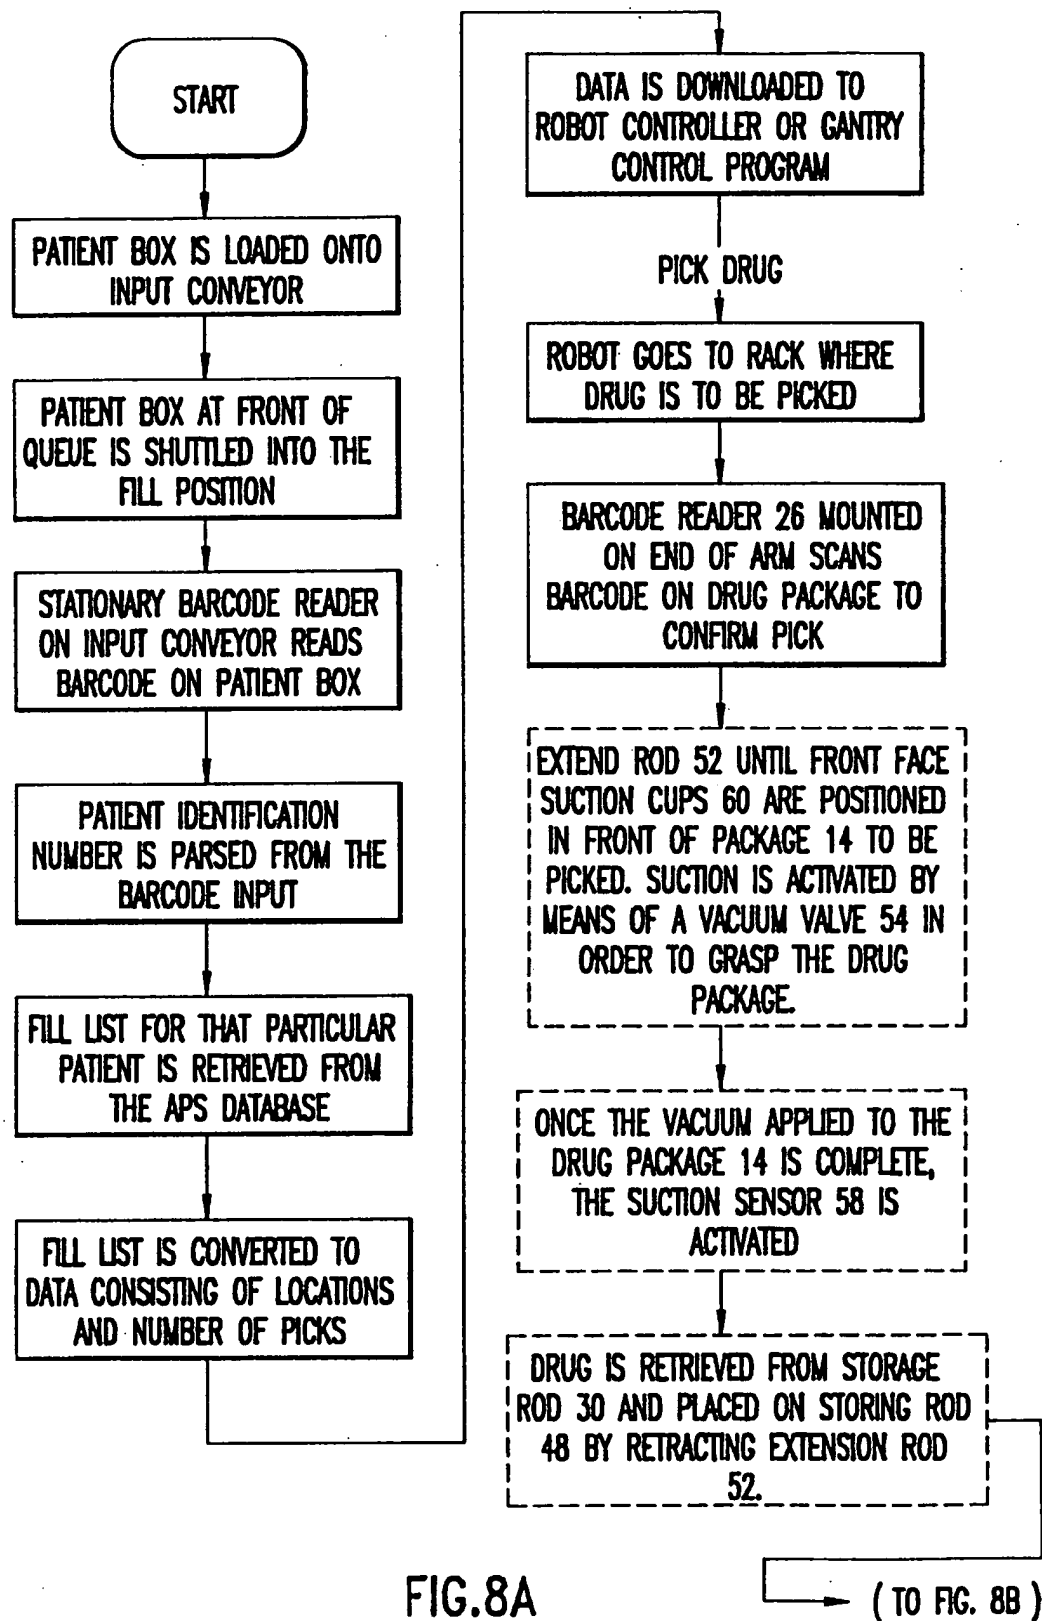 START
PATIENT BOX IS LOADED ONTO
INPUT CONVEYOR
PATIENT BOX AT FRONT OF
QUEUE IS SHUTTLED INTO THE
FILL POSITION
STATIONARY BARCODE READER
ON INPUT CONVEYOR READS
BARCODE ON PATIENT BOX
PATIENT IDENTIFICATION
NUMBER IS PARSED FROM THE
BARCODE INPUT
FILL LIST FOR THAT PARTICULAR
PATIENT IS RETRIEVED FROM
THE APS DATABASE
FILL LIST IS CONVERTED TO
DATA CONSISTING OF LOCATIONS
AND NUMBER OF PICKS
DATA IS DOWNLOADED TO
ROBOT CONTROLLER OR GANTRY
CONTROL PROGRAM
PICK DRUG
ROBOT GOES TO RACK WHERE
DRUG IS TO BE PICKED
BARCODE READER 26 MOUNTED
ON END OF ARM SCANS
BARCODE ON DRUG PACKAGE TO
CONFIRM PICK
EXTEND ROD 52 UNTIL FRONT FACE
SUCTION CUPS 60 ARE POSITIONED
IN FRONT OF PACKAGE 14 TO BE
PICKED. SUCTION IS ACTIVATED BY
MEANS OF A VACUUM VALVE 54 IN
ORDER TO GRASP THE DRUG
PACKAGE.
ONCE THE VACUUM APPLIED TO THE
DRUG PACKAGE 14 IS COMPLETE,
THE SUCTION SENSOR 58 IS
ACTIVATED
DRUG IS RETRIEVED FROM STORAGE
ROD 30 AND PLACED ON STORING ROD
48 BY RETRACTING EXTENSION ROD
52.
(TO FIG. 8B)
FIG.8A